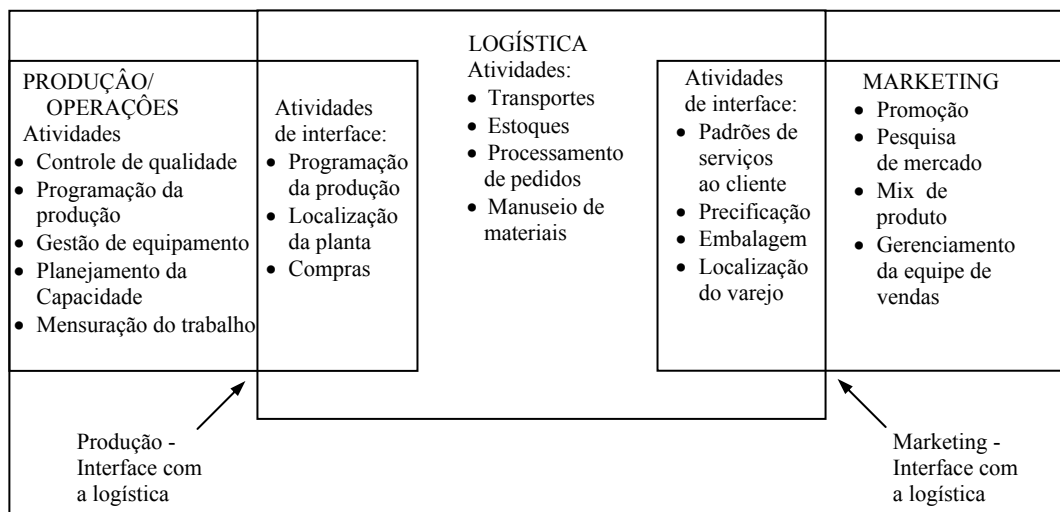 PRODUÇÂO/
OPERAÇÔES
Atividades
• Controle de qualidade
• Programação da
produção
• Gestão de equipamento
• Planejamento da
Capacidade
• Mensuração do trabalho
Atividades
de interface:
• Programação
da produção
• Localização
da planta
• Compras
LOGÍSTICA
Atividades:
• Transportes
• Estoques
• Processamento
de pedidos
• Manuseio de
materiais
Atividades
de interface:
• Padrões de
serviços
ao cliente
• Precificação
• Embalagem
• Localização
do varejo
MARKETING
• Promoção
• Pesquisa
de mercado
• Mix de
produto
• Gerenciamento
da equipe de
vendas
Produção -
Interface com
a logística
Marketing -
Interface com
a logística